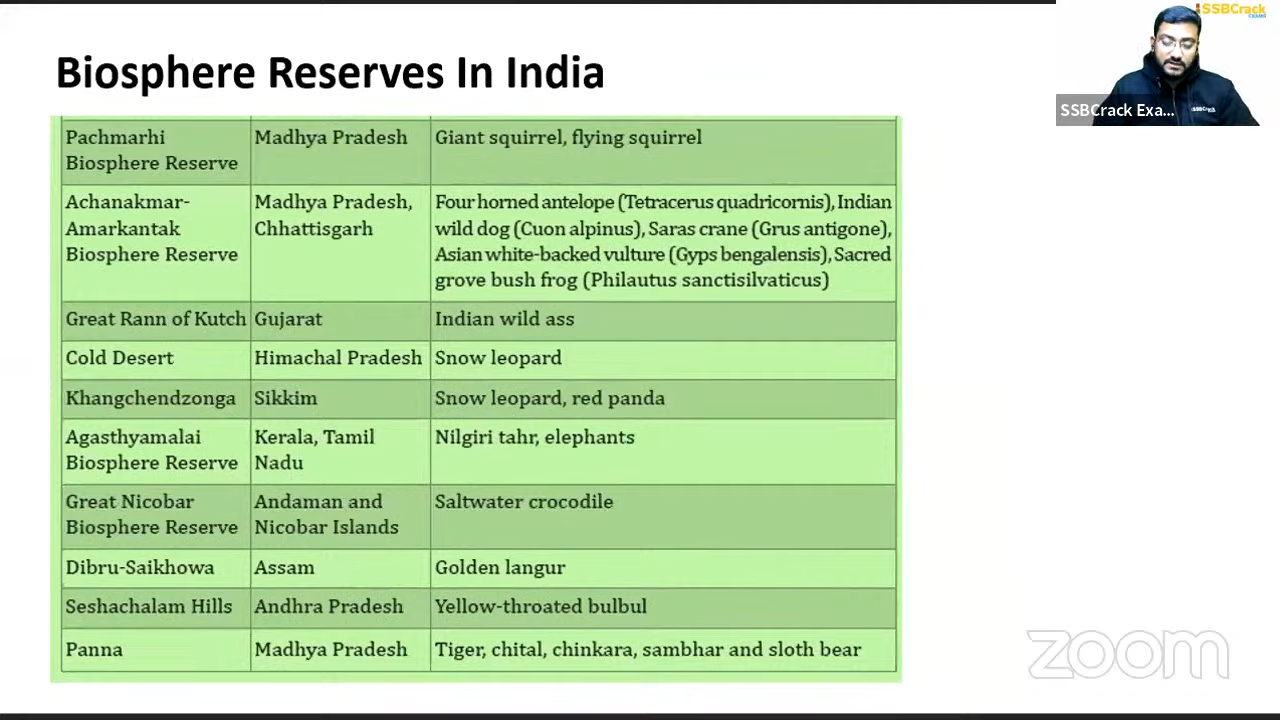 SSBCrack
EXAMS
Biosphere Reserves In India
SSBCrack Exa...
Pachmarhi
Biosphere Reserve
Madhya Pradesh
Giant squirrel, flying squirrel
Achanakmar-
Amarkantak
Biosphere Reserve
Madhya Pradesh,
Chhattisgarh
Four horned antelope (Tetracerus quadricornis), Indian
wild dog (Cuon alpinus), Saras crane (Grus antigone),
Asian white-backed vulture (Gyps bengalensis), Sacred
grove bush frog (Philautus sanctisilvaticus)
Great Rann of Kutch
Gujarat
Indian wild ass
Cold Desert
Himachal Pradesh
Snow leopard
Khangchendzonga
Sikkim
Snow leopard, red panda
Agasthyamalai
Biosphere Reserve
Kerala, Tamil
Nadu
Nilgiri tahr, elephants
Great Nicobar
Biosphere Reserve
Andaman and
Nicobar Islands
Saltwater crocodile
Dibru-Saikhowa
Assam
Golden langur
Seshachalam Hills
Andhra Pradesh
Yellow-throated bulbul
Panna
Madhya Pradesh
Tiger, chital, chinkara, sambhar and sloth bear
zoom